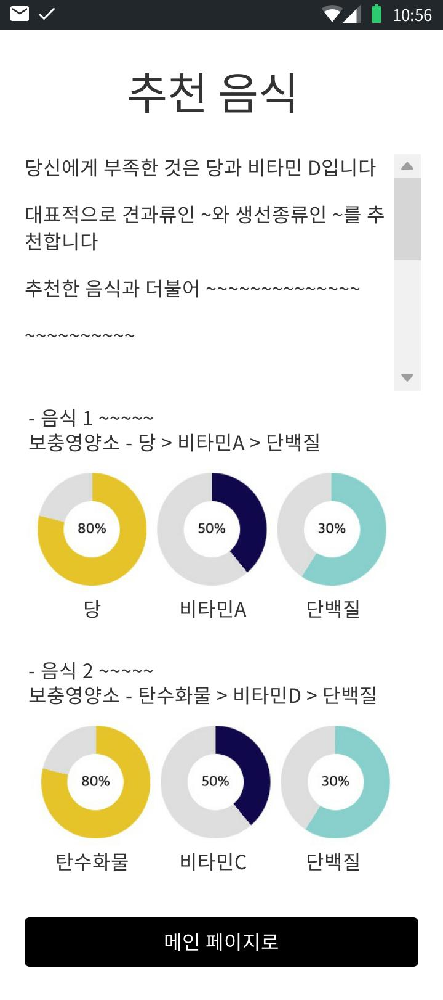 10:56
추천 음식
당신에게 부족한 것은 당과 비타민 D입니다
대표적으로 견과류인 ~와 생선종류인 ~를 추
천합니다
추천한 음식과 더불어 ~~~~~~~~~~~~~~
~~~~~~~~~~
- 음식 1 ~~~~~
보충영양소 - 당 > 비타민A > 단백질
80% 50% 30%
당 비타민A 단백질
- 음식 2 ~~~~~
보충영양소 - 탄수화물 > 비타민D > 단백질
80% 50% 30%
탄수화물 비타민C 단백질
메인 페이지로